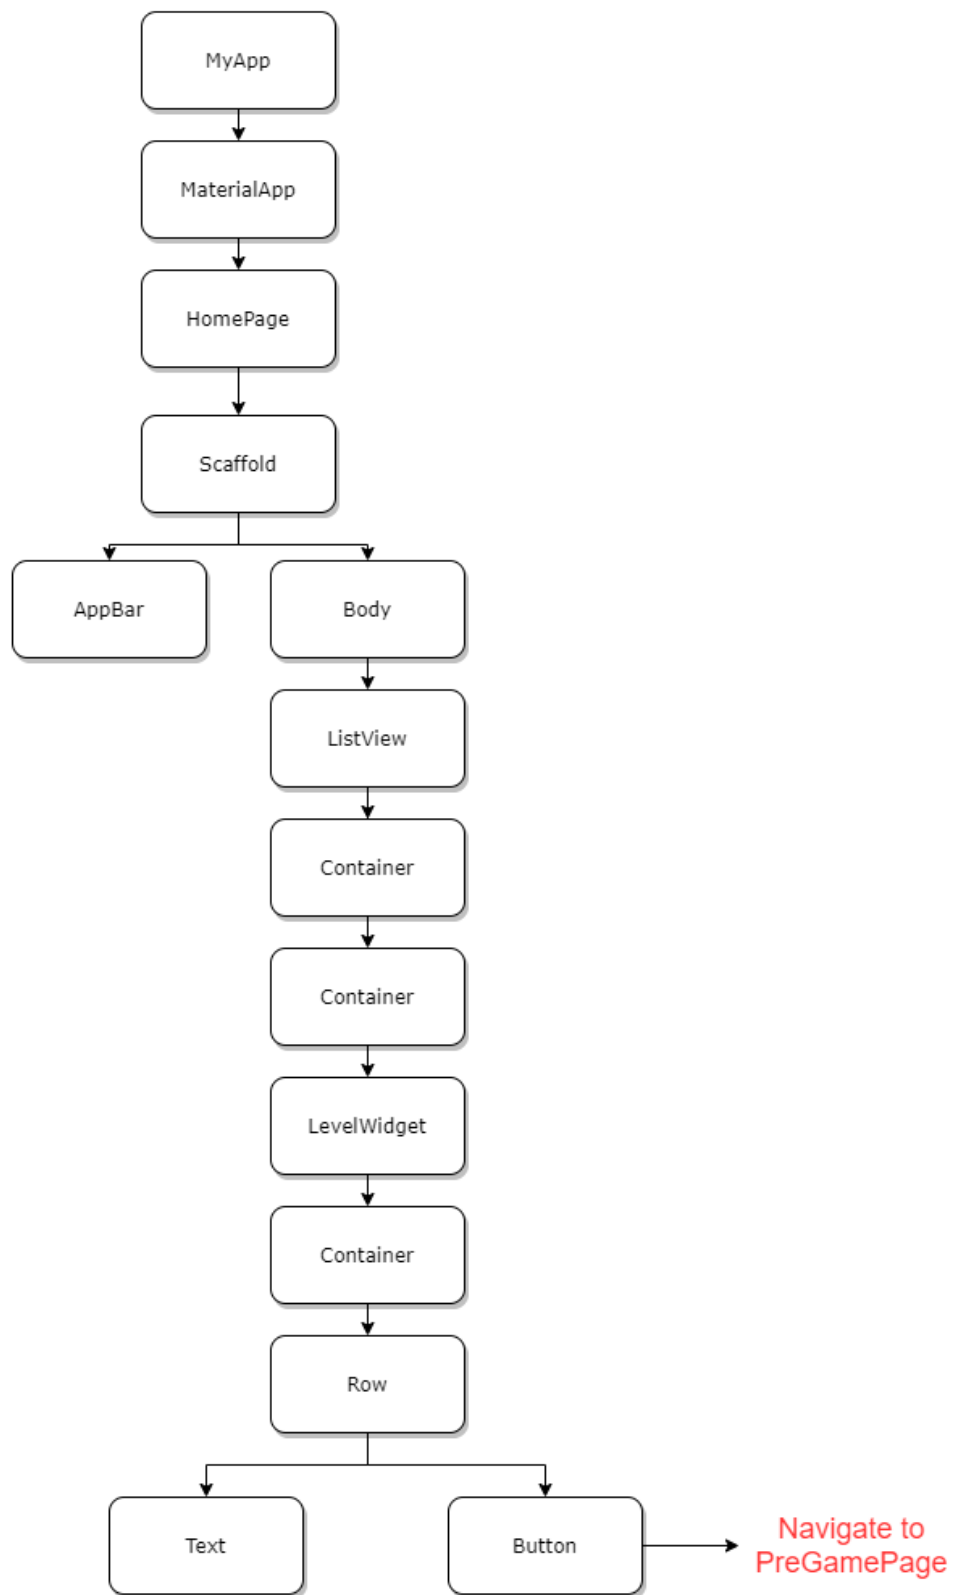 MyApp
MaterialApp
HomePage
Scaffold
AppBar
Body
ListView
Container
Container
LevelWidget
Container
Row
Text
Button
Navigate to
PreGamePage